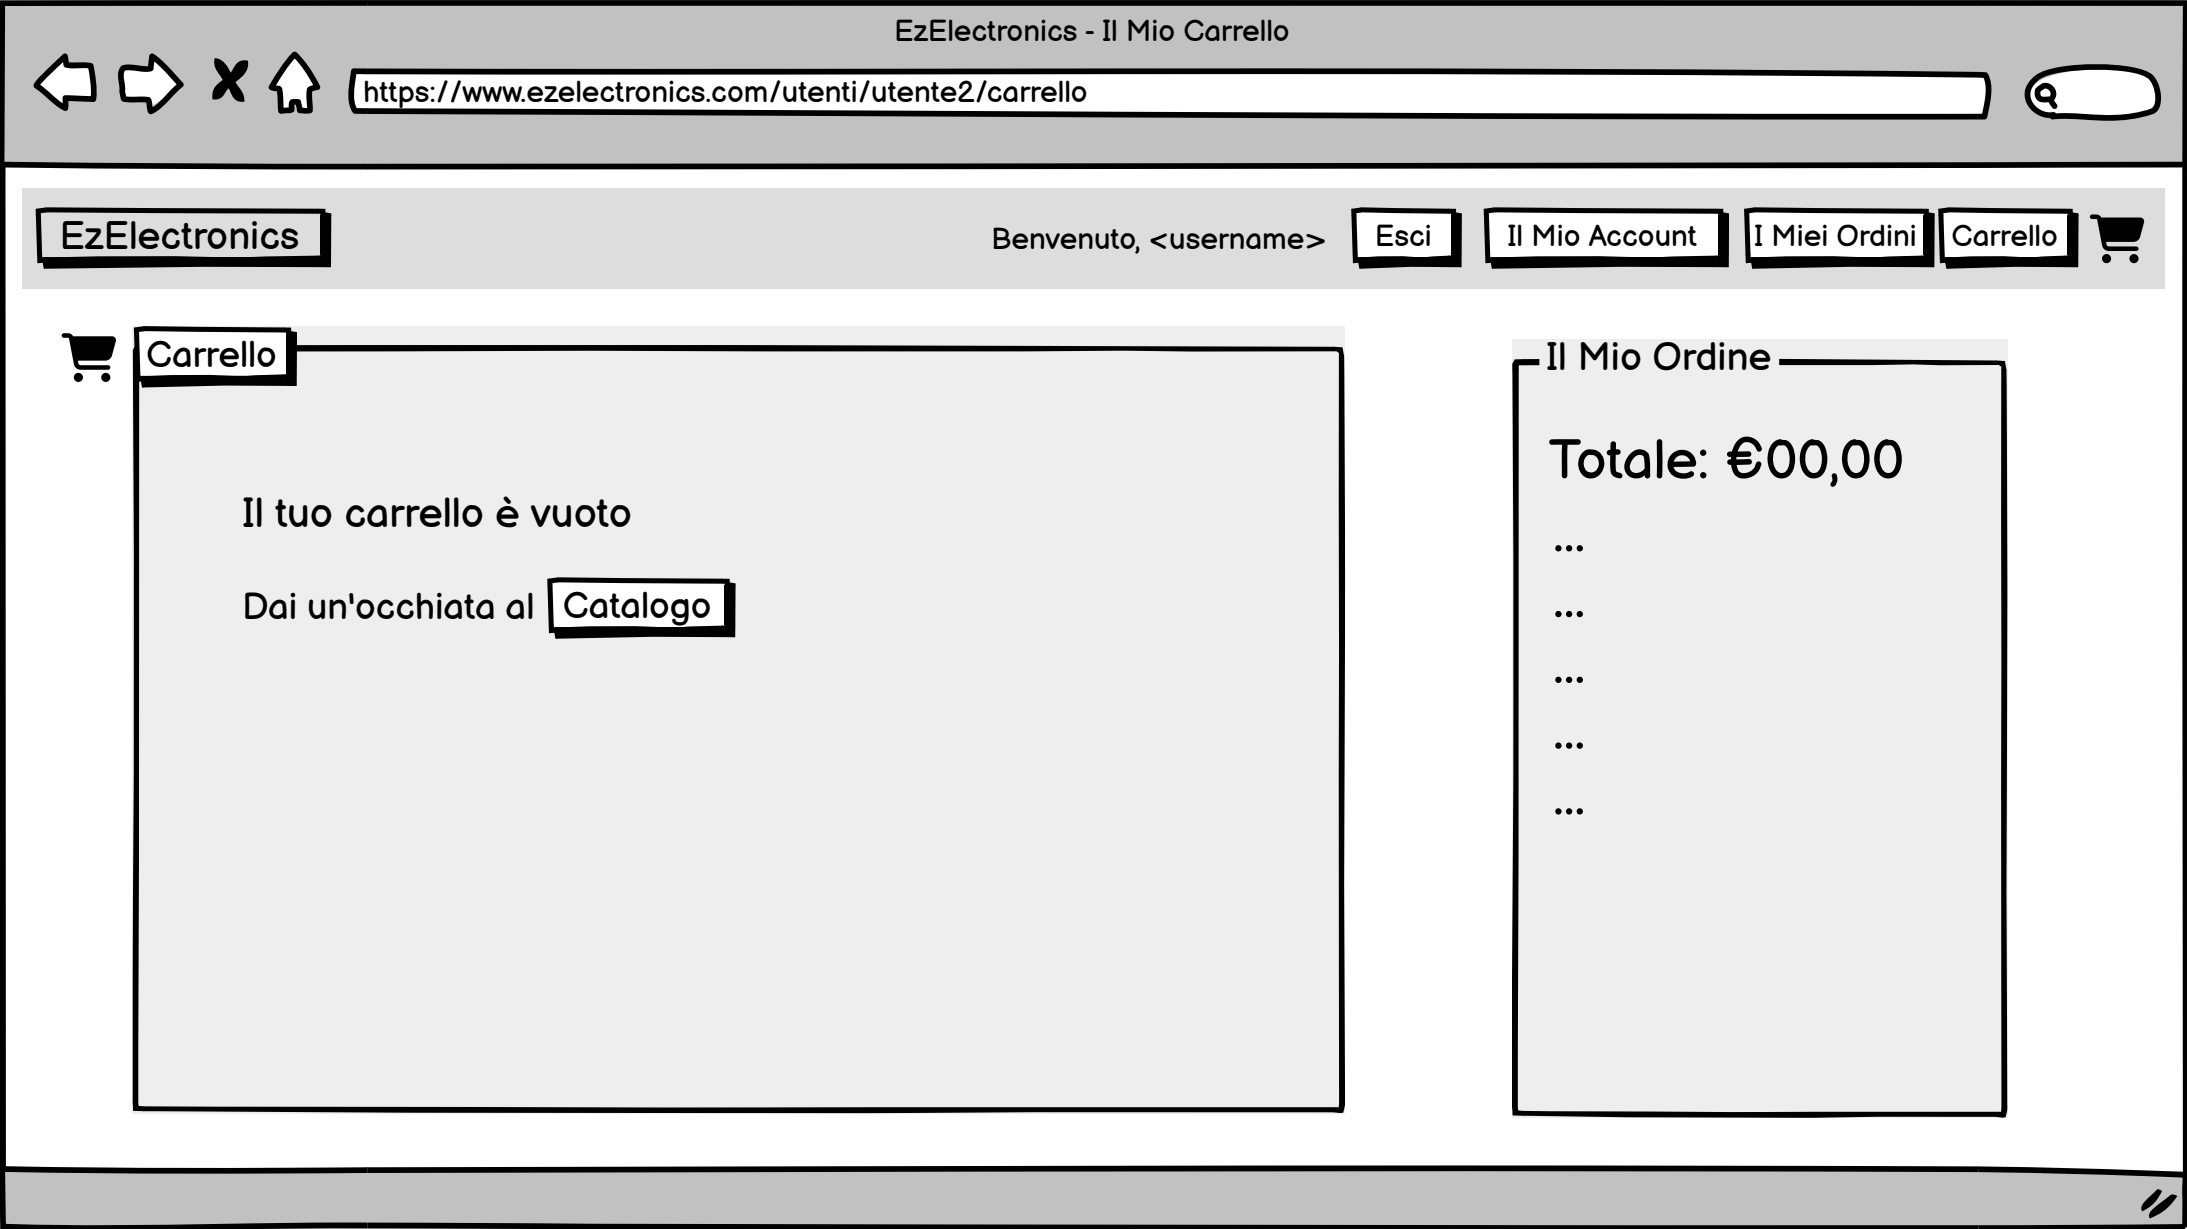 EzElectronics - Il Mio Carrello
https://www.ezelectronics.com/utenti/utente2/carrello
EzElectronics
Benvenuto, <username>
Esci
Il Mio Account
I Miei Ordini
Carrello
Carrello
Il tuo carrello è vuoto
Dai un'occhiata al Catalogo
Il Mio Ordine
Totale: €00,00
...
...
...
...
...